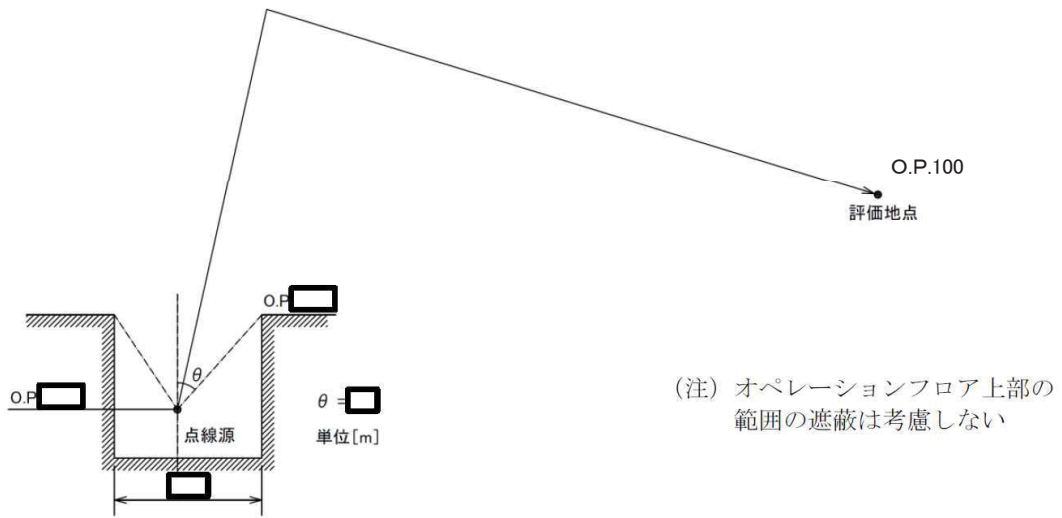 O.P.100
評価地点
O.P
θ
O.P
θ =
点線源
単位[m]
（注）オペレーションフロア上部の
範囲の遮蔽は考慮しない